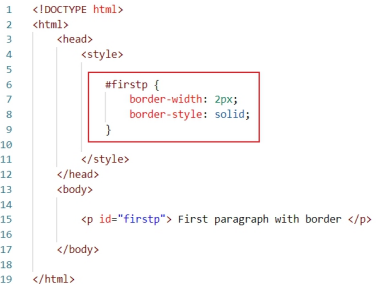 1 <!DOCTYPE html>
2 <html>
3 <head>
4 <style>
5
6 #firstp {
7 border-width: 2px;
8 border-style: solid;
9 }
10
11 </style>
12 </head>
13 <body>
14
15 <p id="firstp"> First paragraph with border </p>
16
17 </body>
18
19 </html>